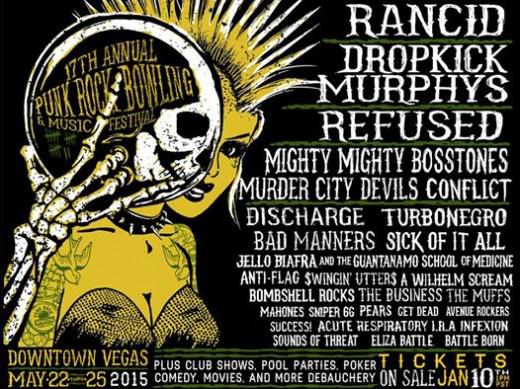 17TH ANNUAL
PUNK ROCK BOWLING
& MUSIC FESTIVAL
RANCID
DROPKICK
MURPHYS
REFUSED
MIGHTY MIGHTY BOSSTONES
MURDER CITY DEVILS CONFLICT
DISCHARGE TURBONEGRO
BAD MANNERS SICK OF IT ALL
JELLO BIAFRA AND THE GUANTANAMO SCHOOL OF MEDICINE
ANTI-FLAG $WINGIN' UTTER$ A WILHELM SCREAM
BOMBSHELL ROCKS THE BUSINESS THE MUFFS
MAHONES SNIPER 66 PEARS GET DEAD AVENUE ROCKERS
SUCCESS! ACUTE RESPIRATORY I.R.A INFEXION
SOUNDS OF THREAT ELIZA BATTLE BATTLE BORN
DOWNTOWN VEGAS
MAY·22 THRU 25 2015
PLUS CLUB SHOWS, POOL PARTIES, POKER
COMEDY, MOVIES, AND MORE DEBAUCHERY
TICKETS
ON SALE JAN 10TH